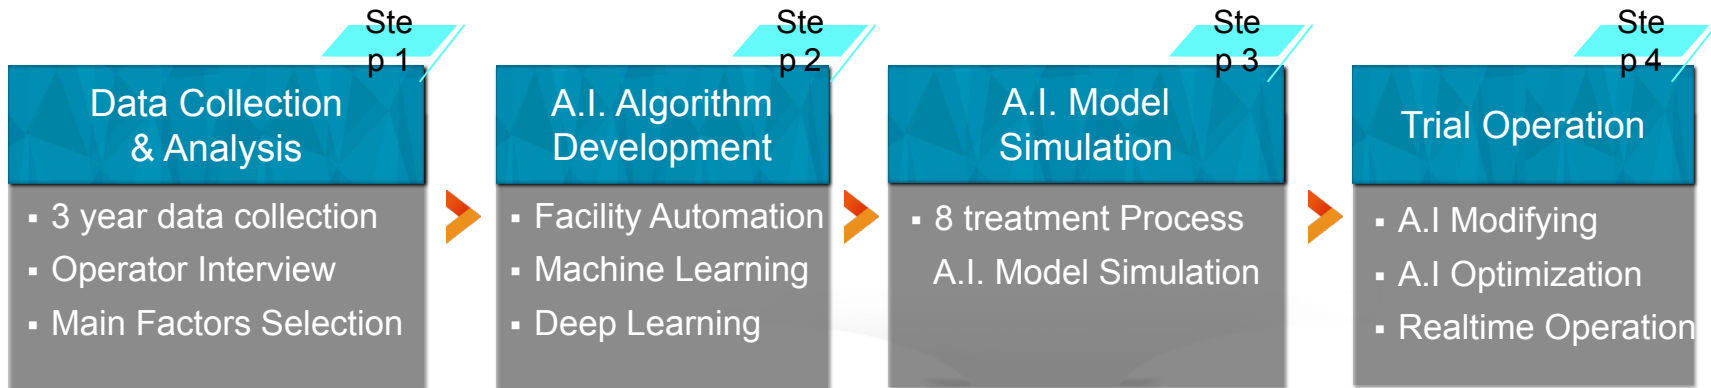 Ste
p 1
Data Collection
& Analysis
▪ 3 year data collection
▪ Operator Interview
▪ Main Factors Selection
Ste
p 2
A.I. Algorithm
Development
▪ Facility Automation
▪ Machine Learning
▪ Deep Learning
Ste
p 3
A.I. Model
Simulation
▪ 8 treatment Process
A.I. Model Simulation
Ste
p 4
Trial Operation
▪ A.I Modifying
▪ A.I Optimization
▪ Realtime Operation